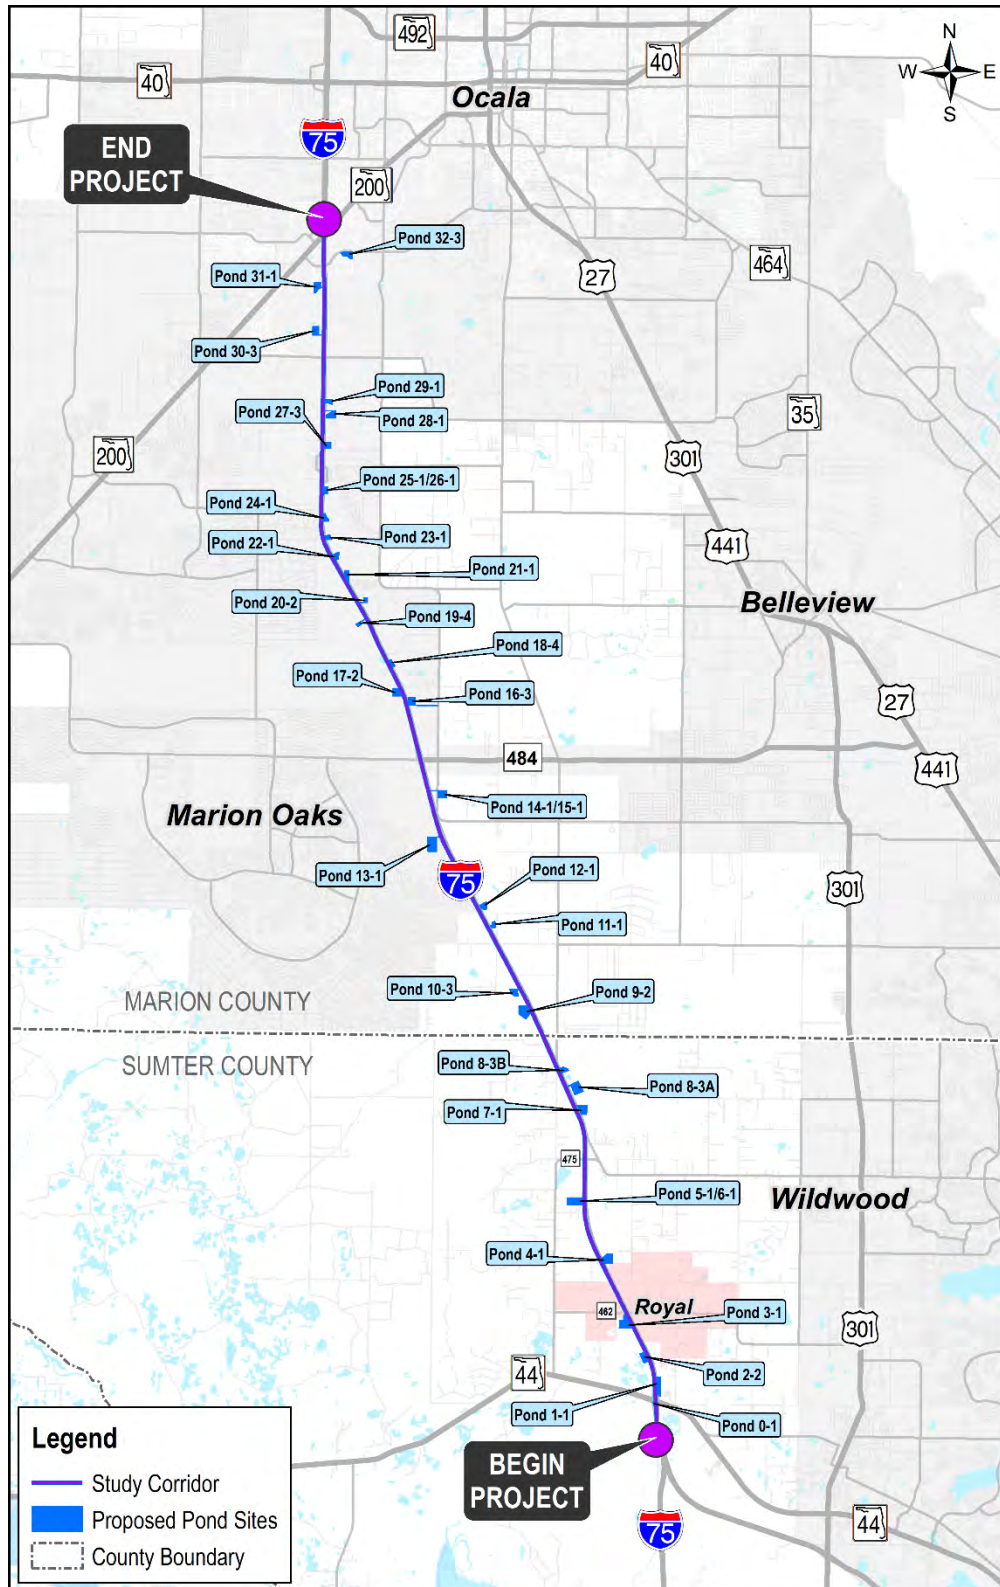 492
40
40
N
W E
S
Ocala
75
END
PROJECT
200
Pond 32-3
464
27
Pond 31-1
Pond 30-3
Pond 29-1
Pond 27-3
Pond 28-1
35
200
301
Pond 25-1/26-1
Pond 24-1
Pond 23-1
Pond 22-1
441
Pond 21-1
Pond 20-2
Belleview
Pond 19-4
Pond 18-4
Pond 17-2
Pond 16-3
27
484
441
Pond 14-1/15-1
Marion Oaks
Pond 13-1
75
Pond 12-1
301
Pond 11-1
Pond 10-3
Pond 9-2
MARION COUNTY
SUMTER COUNTY
Pond 8-3B
Pond 8-3A
Pond 7-1
475
Pond 5-1/6-1
Wildwood
Pond 4-1
Royal
462
Pond 3-1
301
44
Pond 2-2
Pond 1-1
Pond 0-1
BEGIN
PROJECT
75
44
Legend
Study Corridor
Proposed Pond Sites
County Boundary